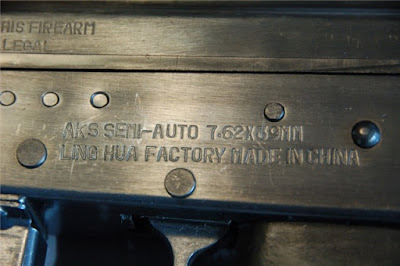 HIS FIREARM
LEGAL
AKS SEMI-AUTO 7.62X39MM
LING HUA FACTORY MADE IN CHINA